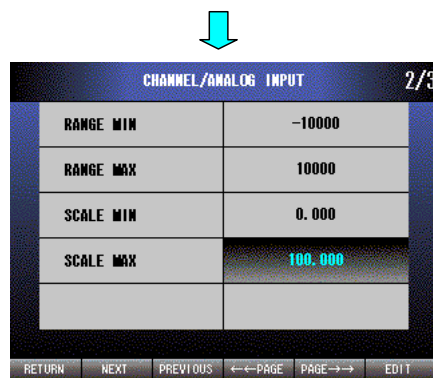 CHANNEL/ANALOG INPUT 2/3
RANGE MIN -10000
RANGE MAX 10000
SCALE MIN 0.000
SCALE MAX 100.000
RETURN NEXT PREVIOUS ←←PAGE PAGE→→ EDIT